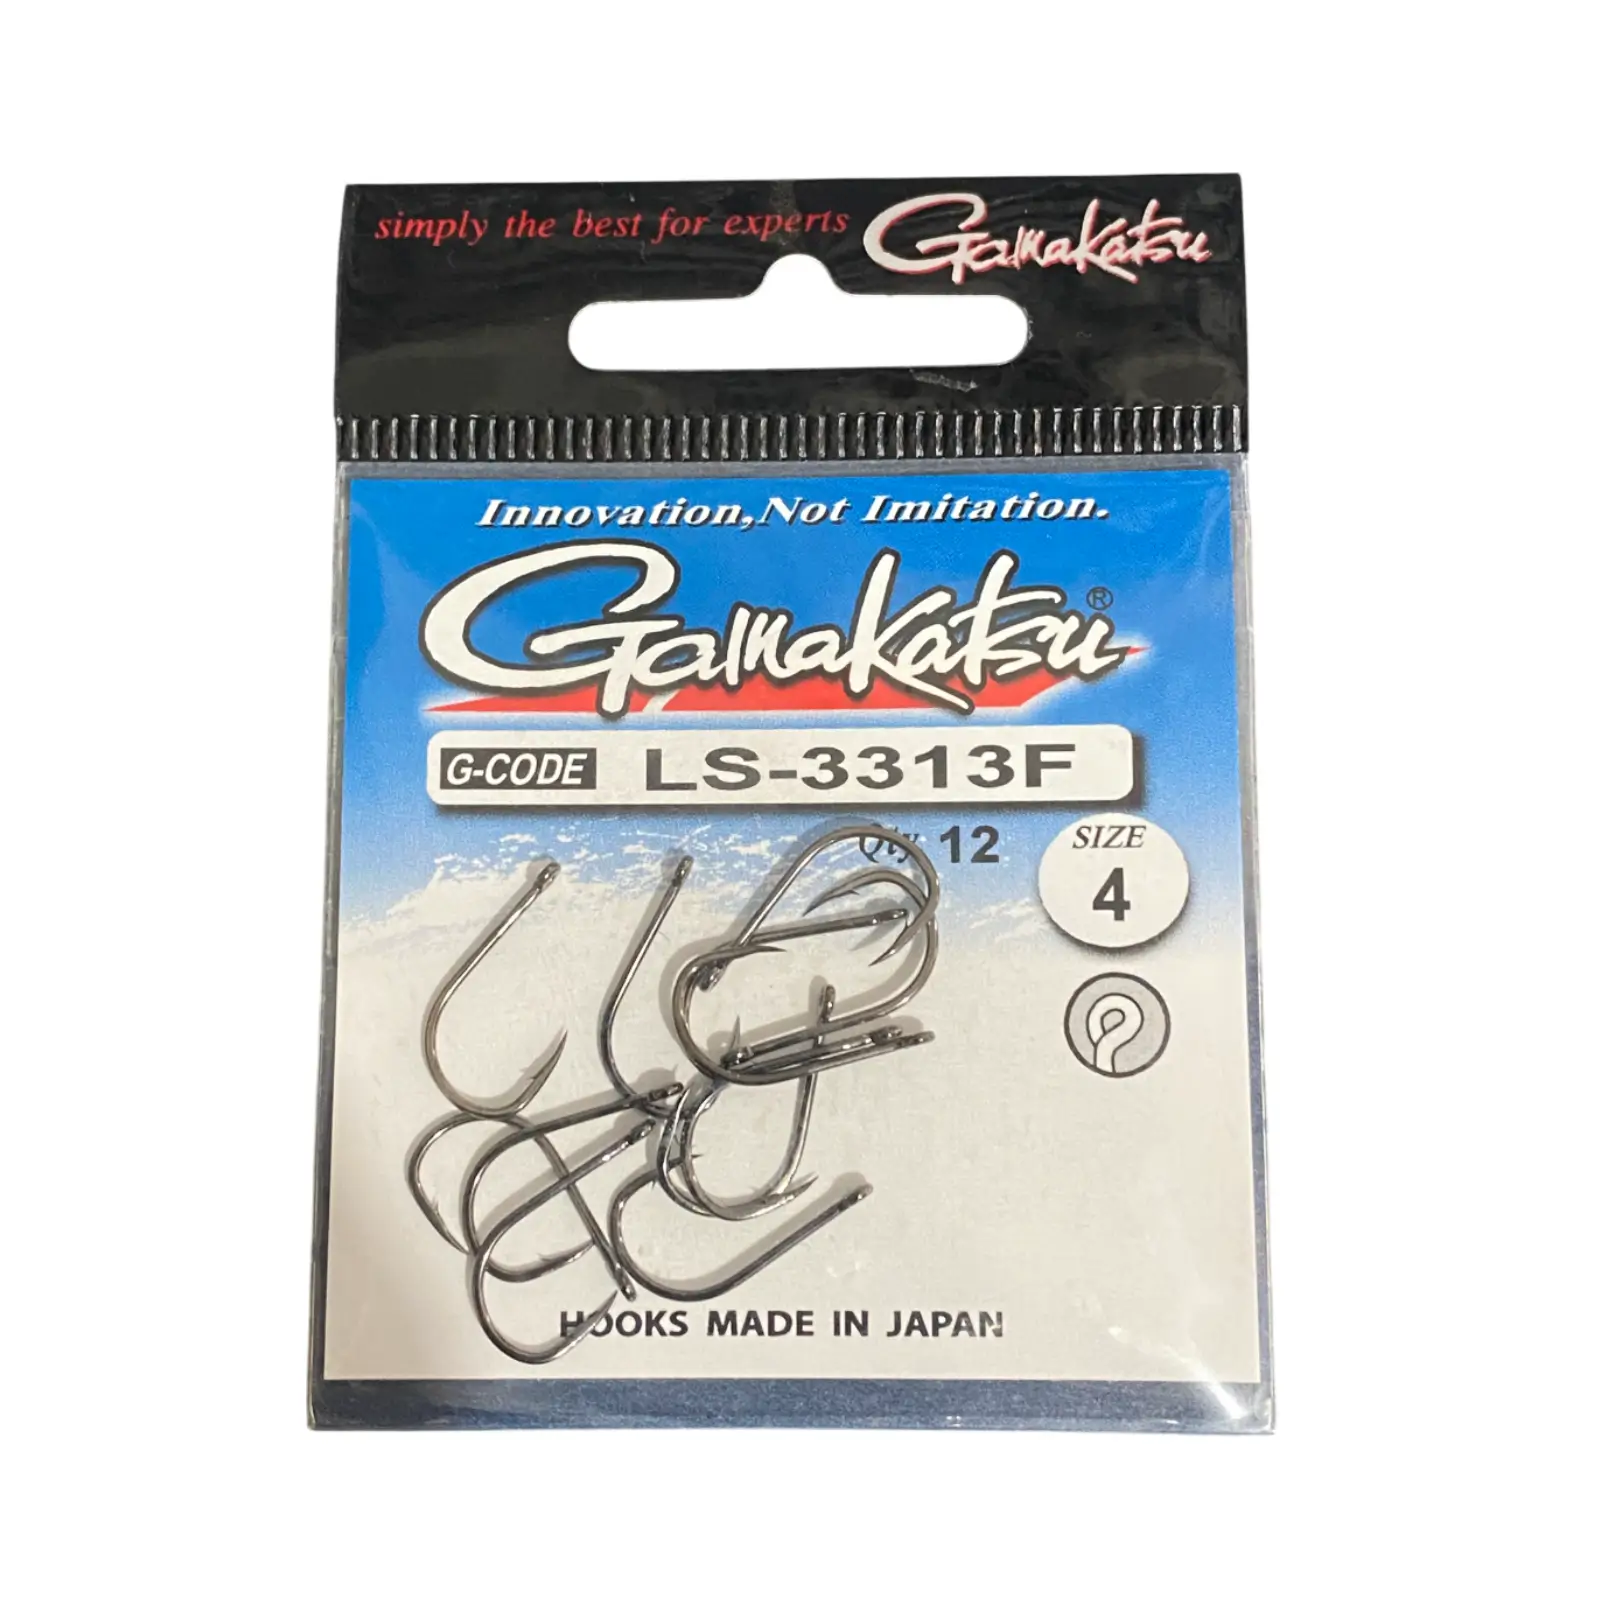 simply the best for experts Gamakatsu
Innovation,Not Imitation.
Gamakatsu®
G-CODE LS-3313F
Qty 12
SIZE
4
HOOKS MADE IN JAPAN